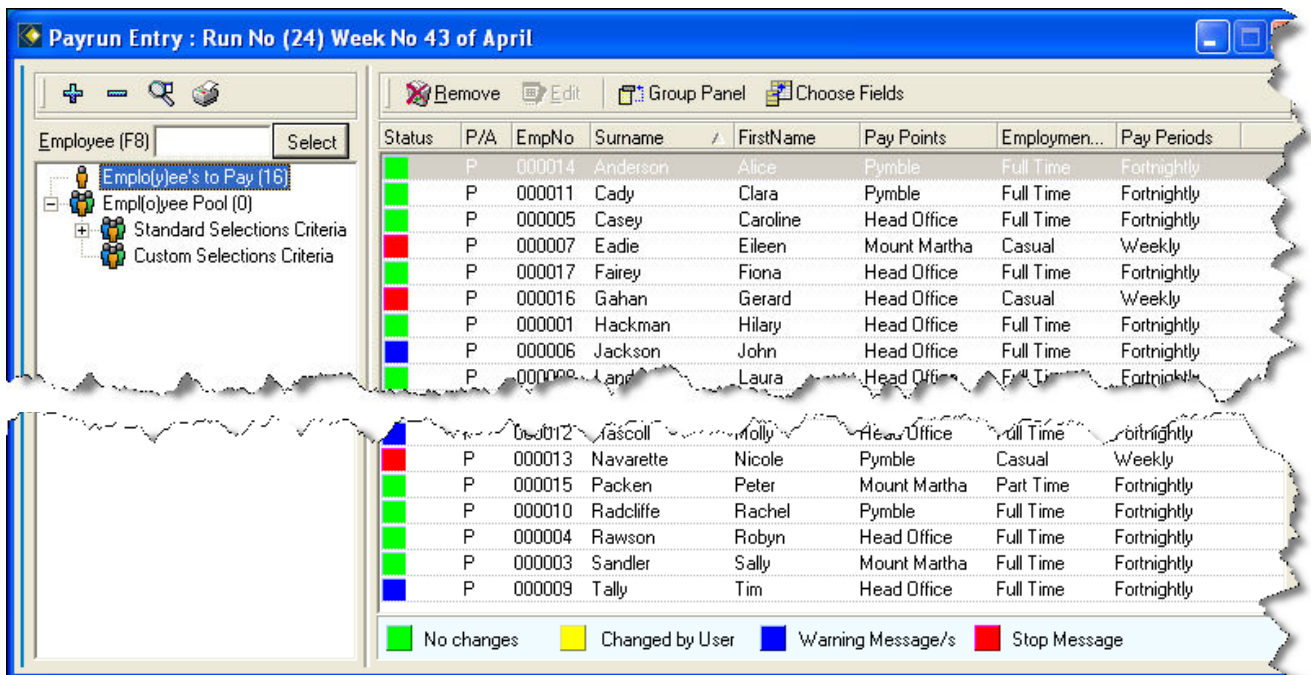 Payrun Entry : Run No (24) Week No 43 of April
Remove Edit Group Panel Choose Fields
Employee (F8) Select
Emplo(y)ee's to Pay (16)
Empl(o)yee Pool (0)
Standard Selections Criteria
Custom Selections Criteria
Status P/A EmpNo Surname FirstName Pay Points Employmen... Pay Periods
P 000014 Anderson Alice Pymble Full Time Fortnightly
P 000011 Cady Clara Pymble Full Time Fortnightly
P 000005 Casey Caroline Head Office Full Time Fortnightly
P 000007 Eadie Eileen Mount Martha Casual Weekly
P 000017 Fairey Fiona Head Office Full Time Fortnightly
P 000016 Gahan Gerard Head Office Casual Weekly
P 000001 Hackman Hilary Head Office Full Time Fortnightly
P 000006 Jackson John Head Office Full Time Fortnightly
P Laura Head Office Full Time Fortnightly
000012 Molly Head Office Full Time Fortnightly
P 000013 Navarette Nicole Pymble Casual Weekly
P 000015 Packen Peter Mount Martha Part Time Fortnightly
P 000010 Radcliffe Rachel Pymble Full Time Fortnightly
P 000004 Rawson Robyn Head Office Full Time Fortnightly
P 000003 Sandler Sally Mount Martha Full Time Fortnightly
P 000009 Tally Tim Head Office Full Time Fortnightly
No changes Changed by User Warning Message/s Stop Message